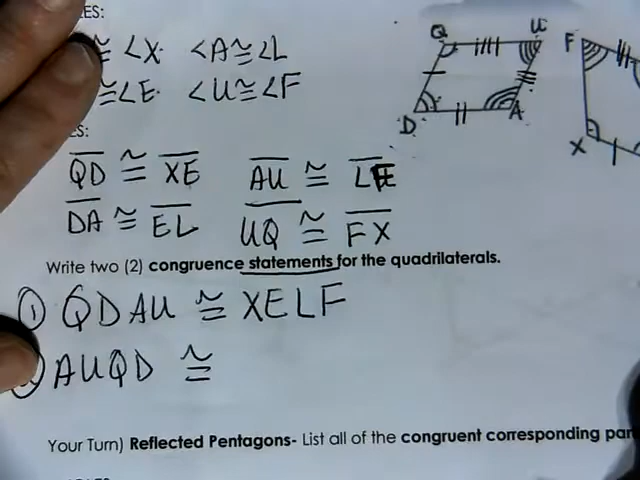 ES:
≅ <X <A ≅ <L
≅ <E <U ≅ <F
Q U F
D A X
ES:
QD ≅ XE AU ≅ LF
DA ≅ EL UQ ≅ FX
Write two (2) congruence statements for the quadrilaterals.
① QDAU ≅ XELF
AUQD ≅
Your Turn) Reflected Pentagons- List all of the congruent corresponding par